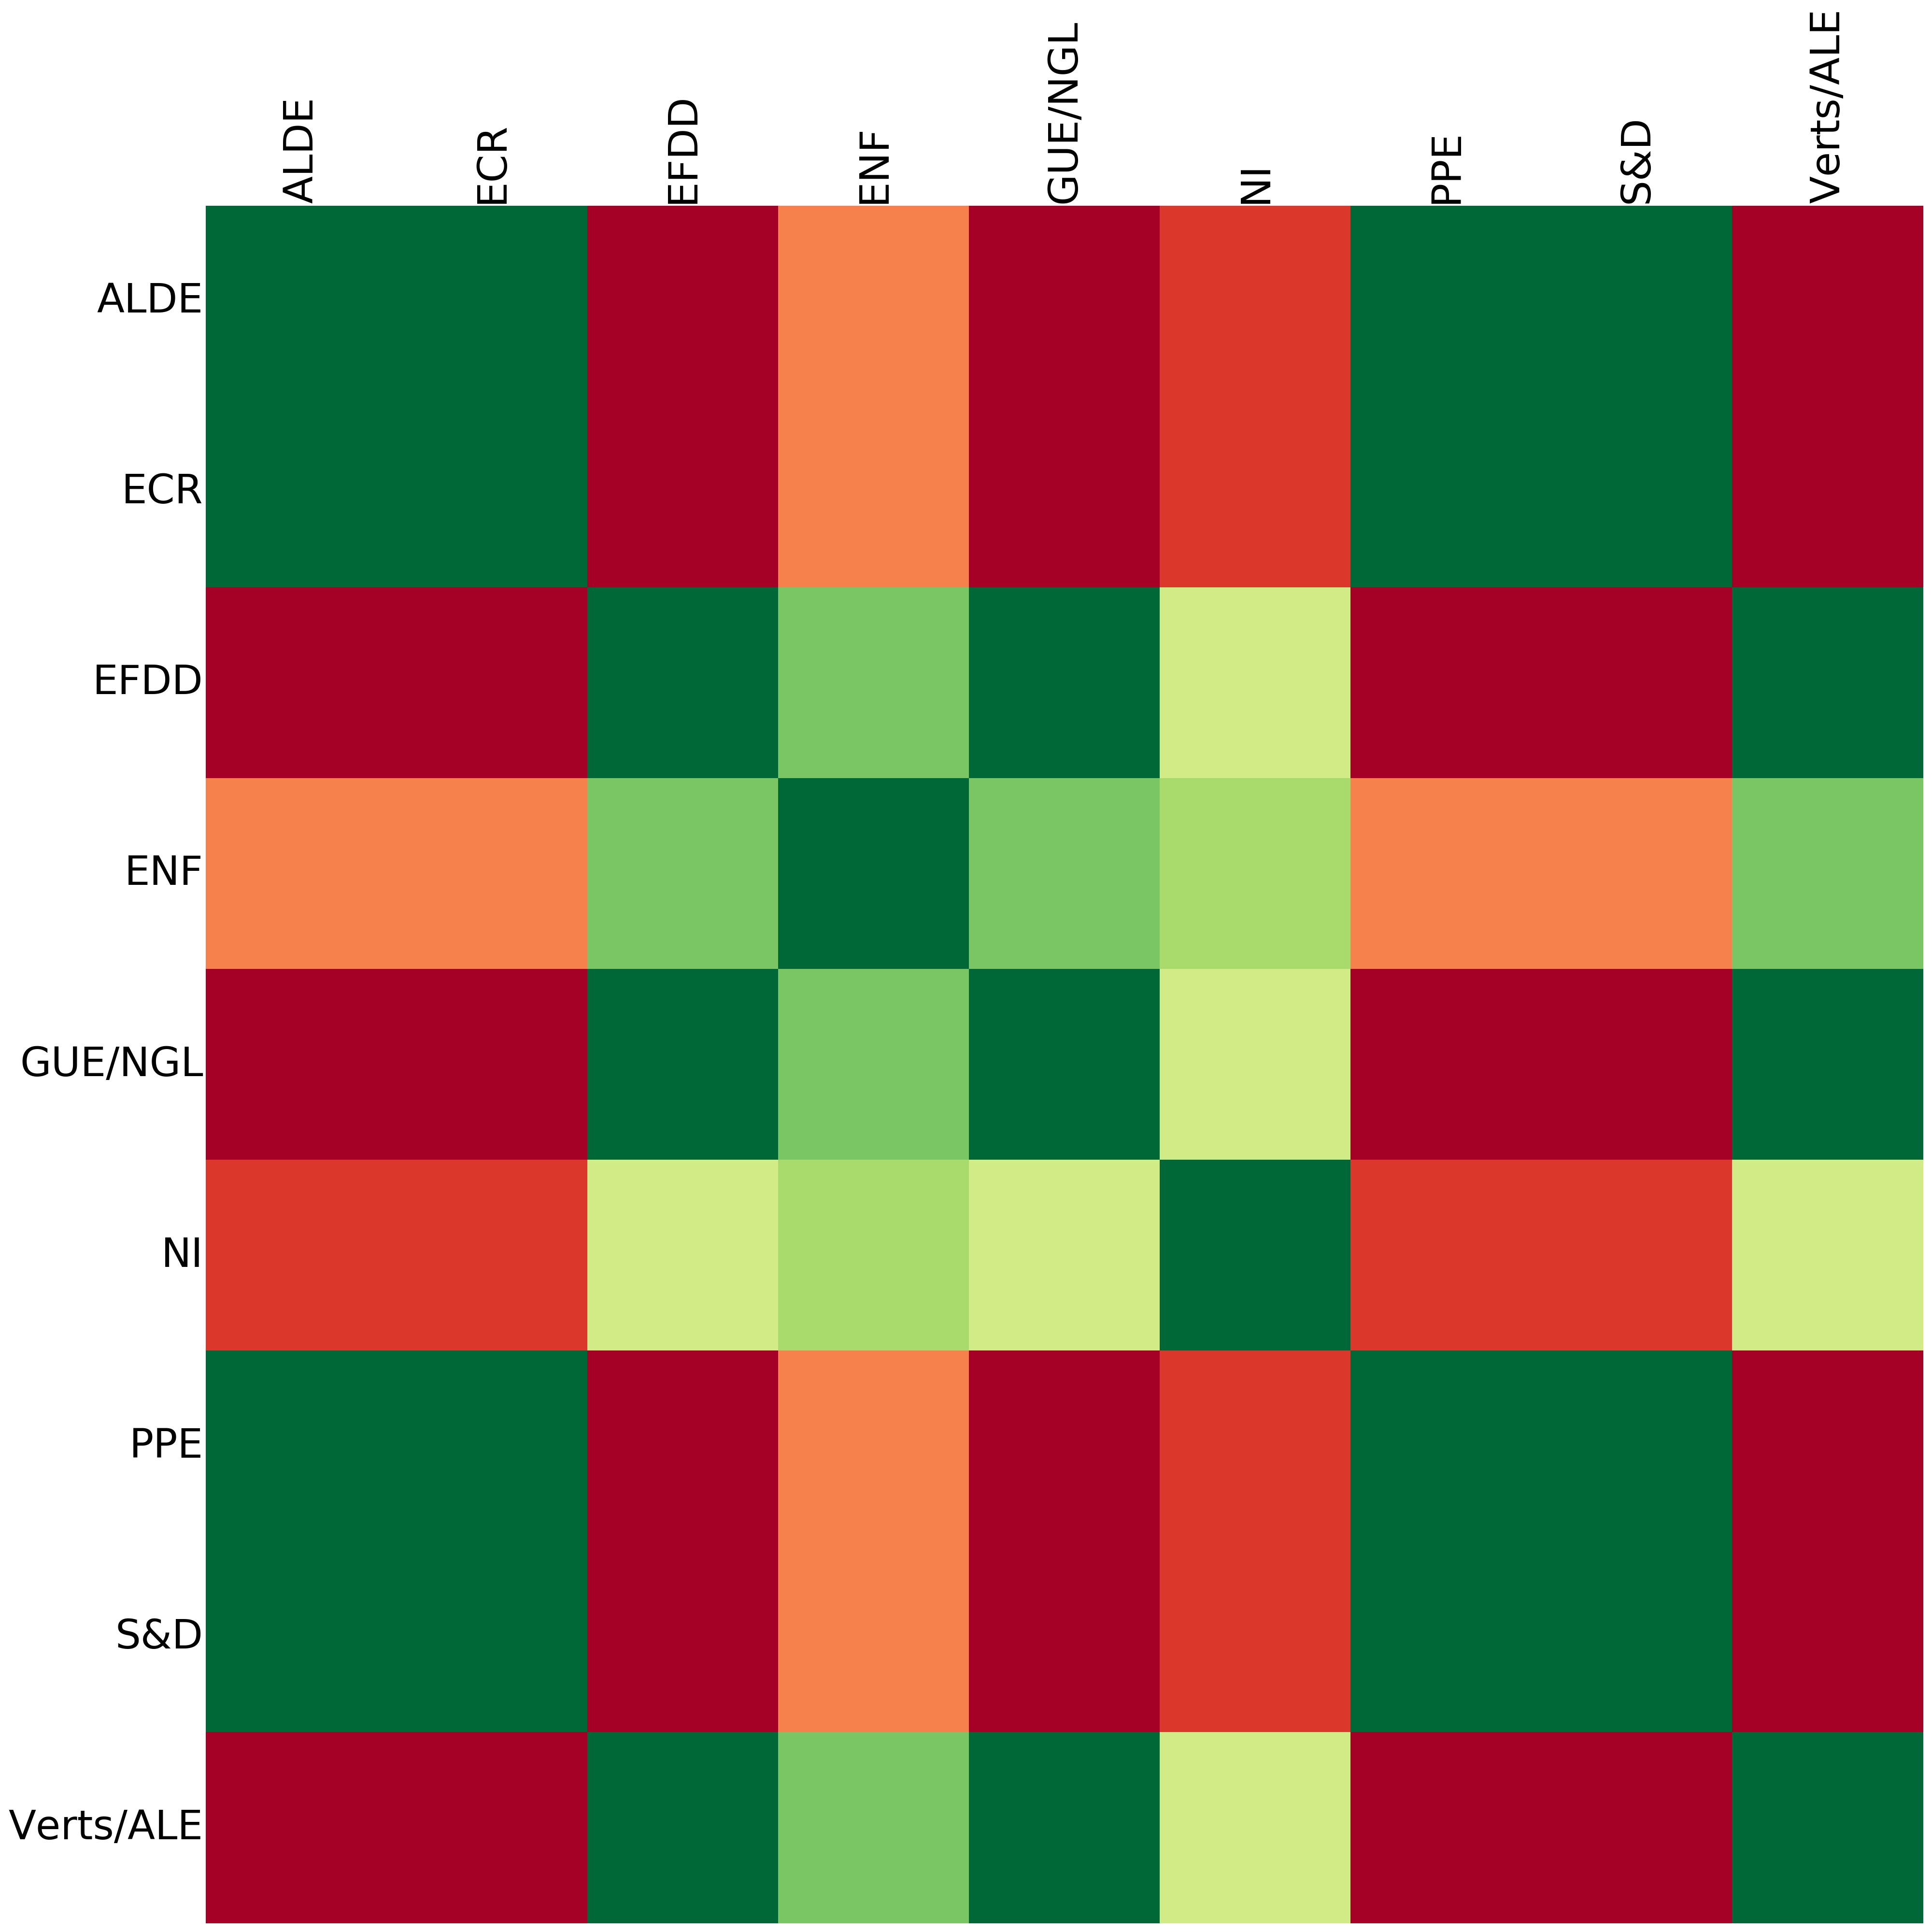 ALDE
ECR
EFDD
ENF
GUE/NGL
NI
PPE
S&D
Verts/ALE
ALDE
ECR
EFDD
ENF
GUE/NGL
NI
PPE
S&D
Verts/ALE